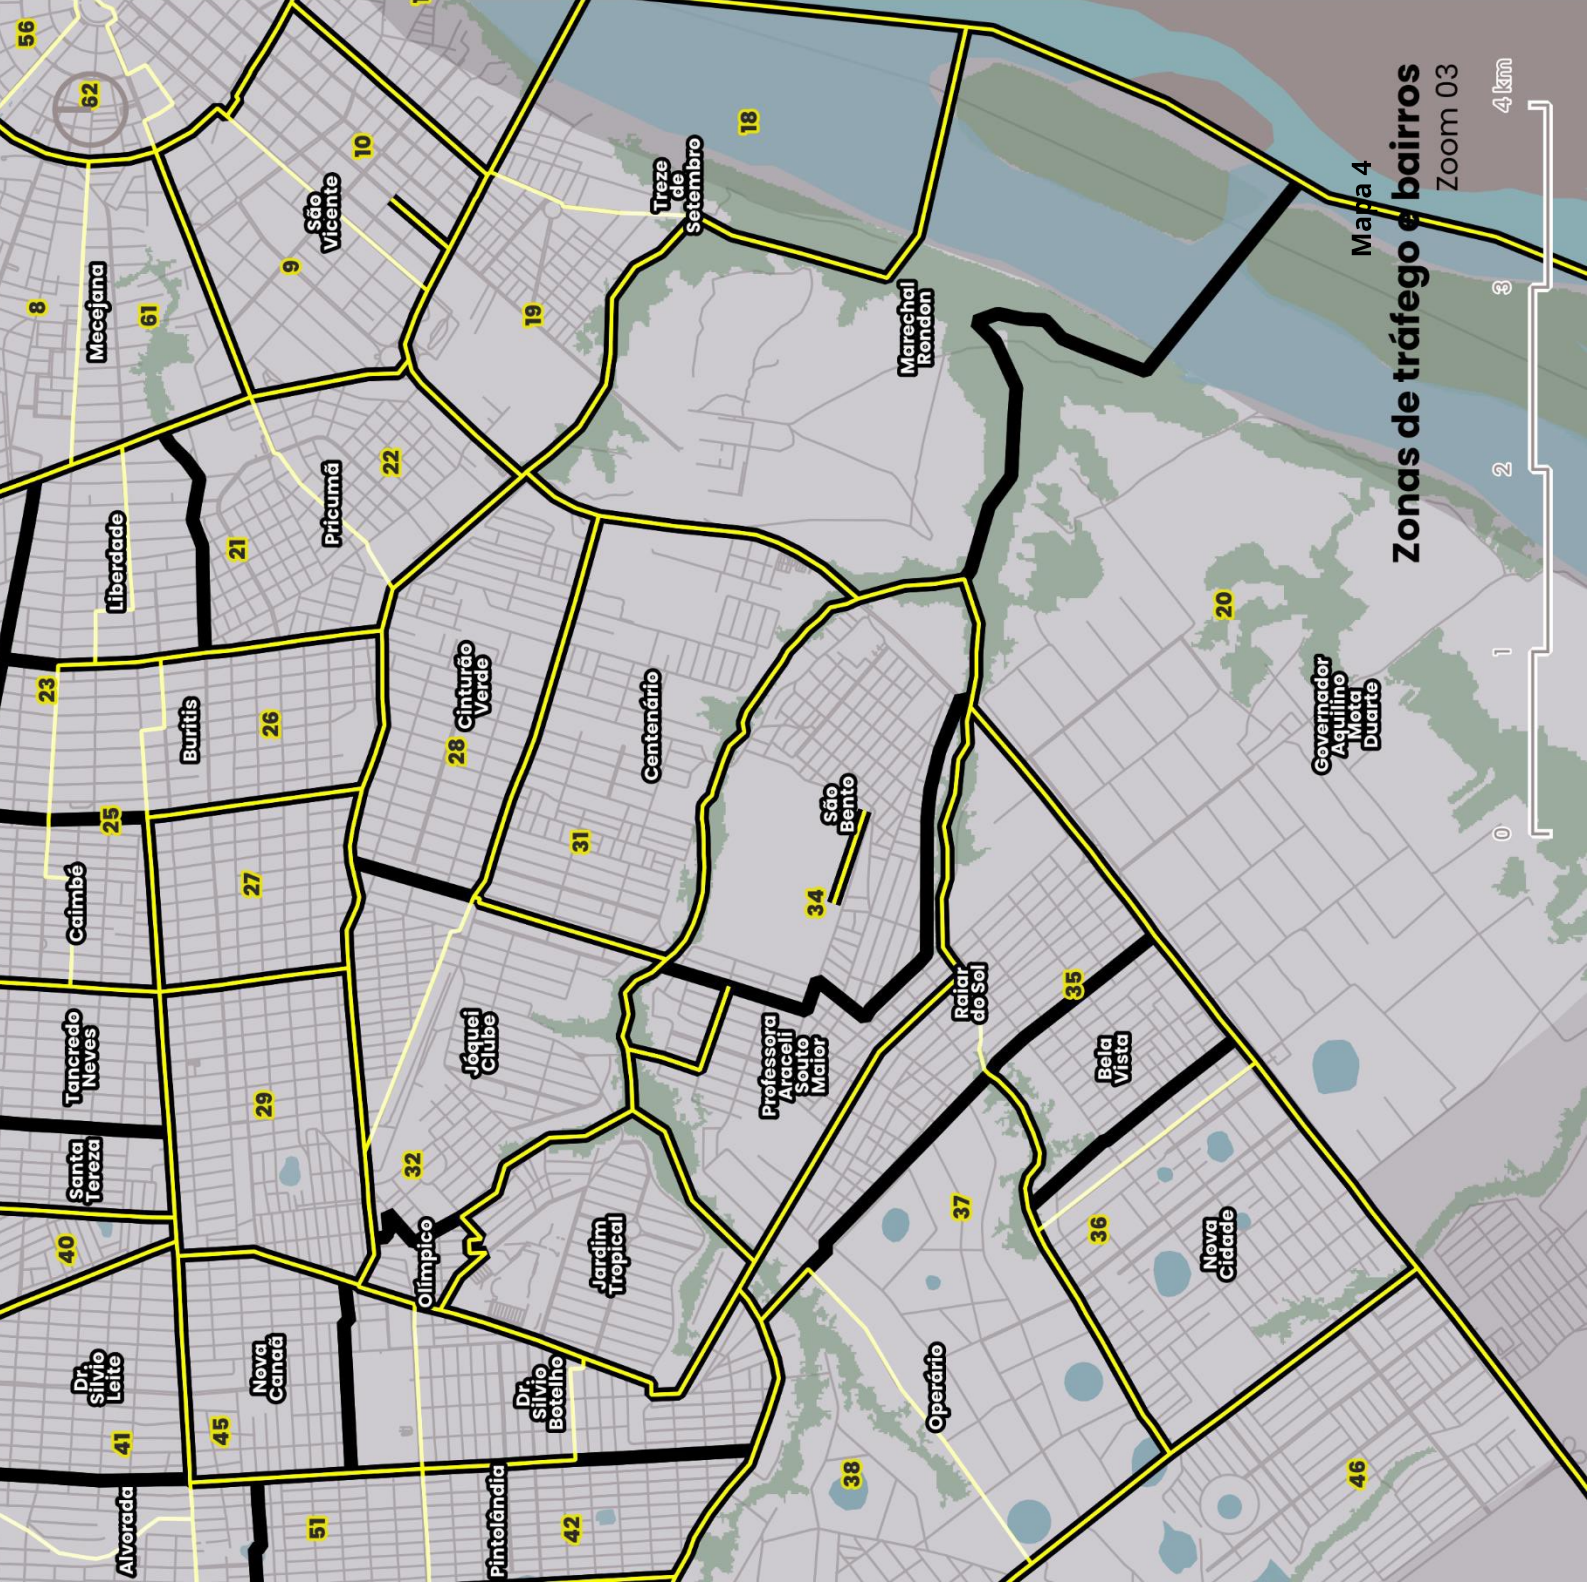 56
8
23
40
62
Mecejana
Liberdade
Caimbé
Tancredo
Neves
Santa
Tereza
Dr.
Silvio
Leite
25
41
Alvorada
61
Buritis
21
26
27
29
Nova
Canaã
45
9
São
Vicente
10
Pricumã
22
51
32
Olímpico
28
Cinturão
Verde
Jóquei
Clube
Pintolândia
19
Dr.
Silvio
Botelho
42
31
Jardim
Tropical
Centenário
Treze
de
Setembro
18
Professora
Araceli
Souto
Maior
34
São
Bento
38
Marechal
Rondon
Operário
37
Raiar
do Sol
35
36
Bela
Vista
Nova
Cidade
20
Governador
Aquilino
Mota
Duarte
46
Mapa 4
Zonas de tráfego e bairros
Zoom 03
0 1 2 3 4 km